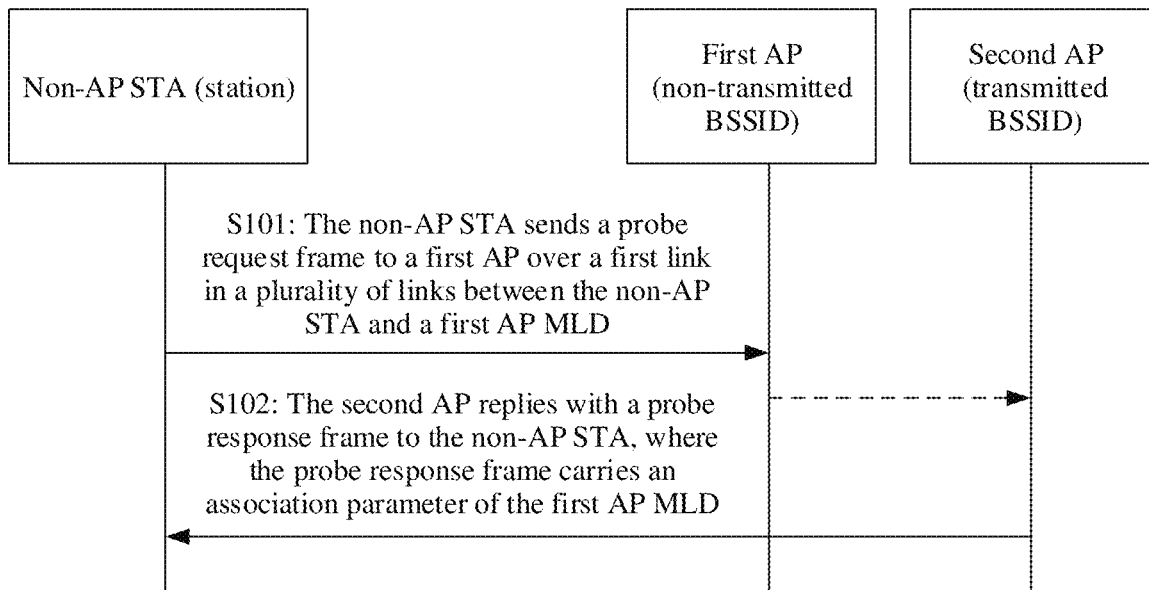 Non-AP STA (station)
First AP
(non-transmitted
BSSID)
Second AP
(transmitted
BSSID)
S101: The non-AP STA sends a probe
request frame to a first AP over a first link
in a plurality of links between the non-AP
STA and a first AP MLD
S102: The second AP replies with a probe
response frame to the non-AP STA, where
the probe response frame carries an
association parameter of the first AP MLD